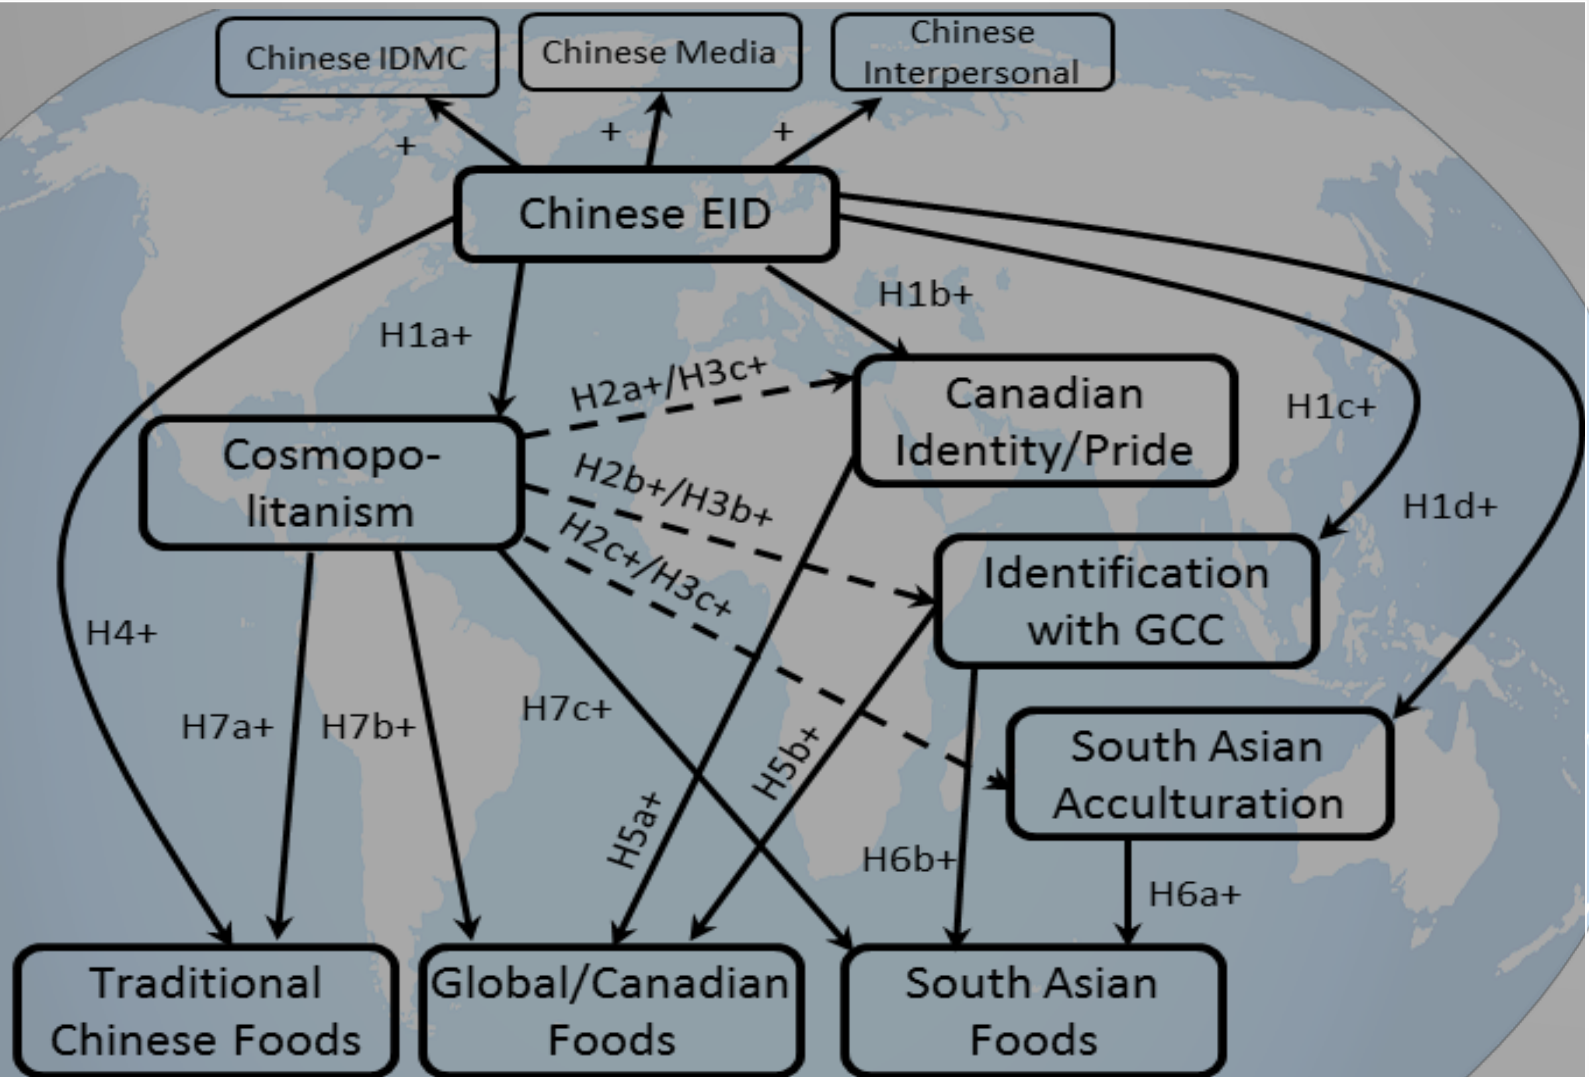 Chinese IDMC
Chinese Media
Chinese
Interpersonal
+
+
+
Chinese EID
H1a+
H1b+
H1c+
H1d+
H2a+/H3c+
Canadian
Identity/Pride
Cosmopo-
litanism
H2b+/H3b+
H2c+/H3c+
Identification
with GCC
H4+
H7a+
H7b+
H7c+
H5a+
H5b+
South Asian
Acculturation
H6b+
H6a+
Traditional
Chinese Foods
Global/Canadian
Foods
South Asian
Foods